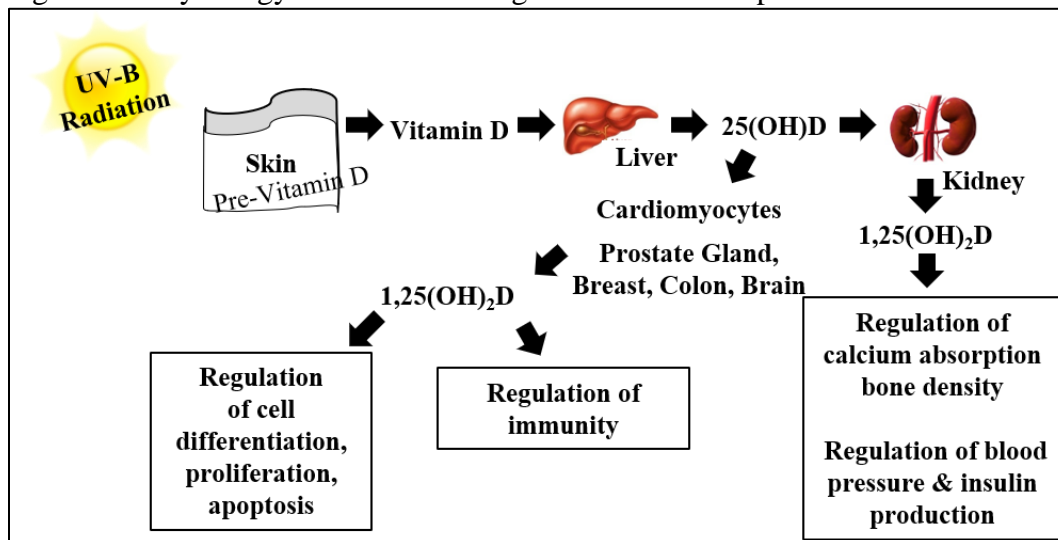 UV-B
Radiation
Skin
Pre-Vitamin D
Vitamin D
Liver
25(OH)D
Kidney
Cardiomyocytes
Prostate Gland,
Breast, Colon, Brain
1,25(OH)₂D
1,25(OH)₂D
Regulation
of cell
differentiation,
proliferation,
apoptosis
Regulation of
immunity
Regulation of
calcium absorption
bone density
Regulation of blood
pressure & insulin
production